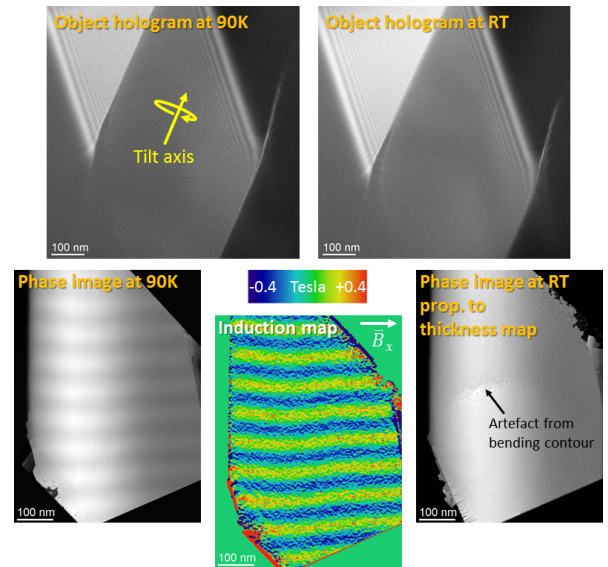 Object hologram at 90K
Object hologram at RT
Tilt axis
100 nm
100 nm
Phase image at 90K
-0.4 Tesla +0.4
Phase image at RT
prop. to
thickness map
Induction map
B̅x
Artefact from
bending contour
100 nm
100 nm
100 nm